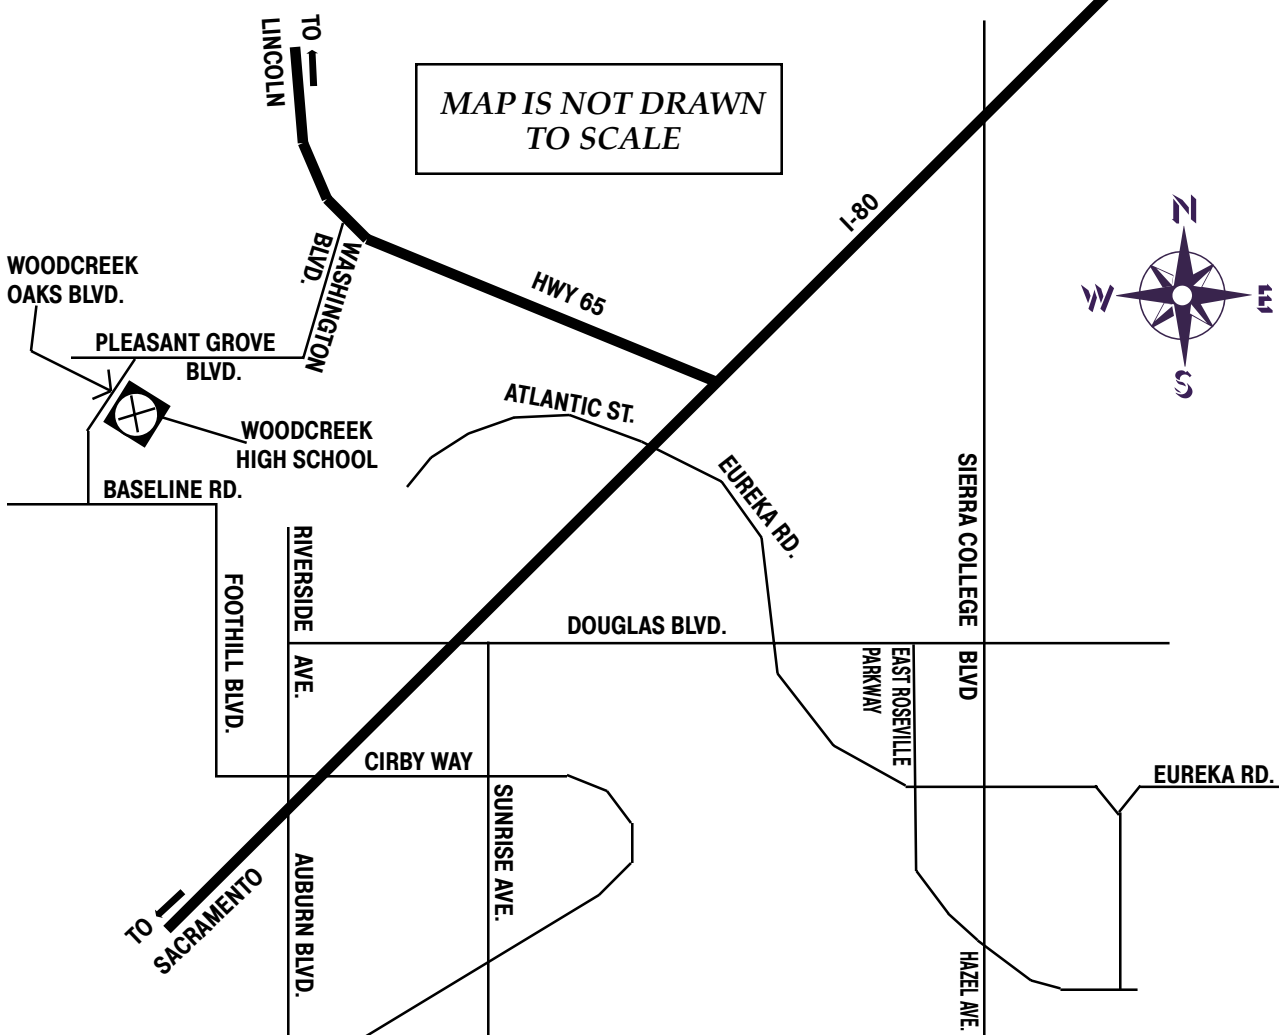 TO
LINCOLN
MAP IS NOT DRAWN
TO SCALE
I-80
N
W
E
S
WASHINGTON
BLVD.
HWY 65
WOODCREEK
OAKS BLVD.
PLEASANT GROVE
BLVD.
ATLANTIC ST.
WOODCREEK
HIGH SCHOOL
EUREKA RD.
BASELINE RD.
SIERRA COLLEGE BLVD
RIVERSIDE AVE.
FOOTHILL BLVD.
DOUGLAS BLVD.
EAST ROSEVILLE
PARKWAY
CIRBY WAY
EUREKA RD.
SUNRISE AVE.
AUBURN BLVD.
TO
SACRAMENTO
HAZEL AVE.